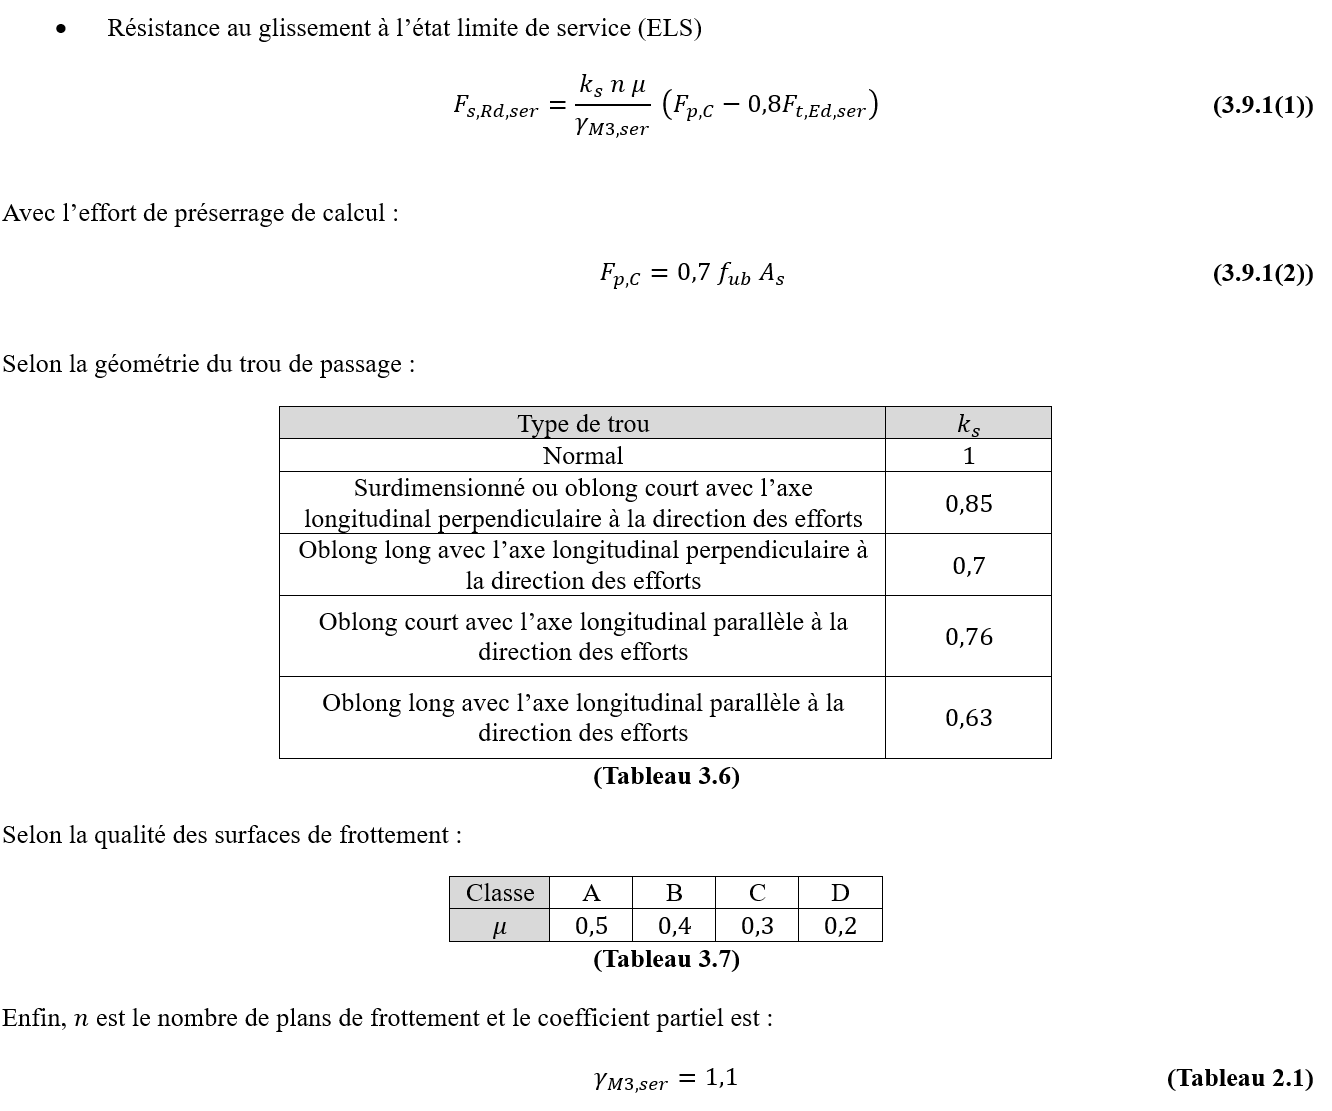 • Résistance au glissement à l’état limite de service (ELS)
F_{s,Rd,ser} = \frac{k_s n μ}{γ_{M3,ser}} (F_{p,C} − 0,8F_{t,Ed,ser}) (3.9.1(1))
Avec l’effort de préserrage de calcul :
F_{p,C} = 0,7 f_{ub} A_s (3.9.1(2))
Selon la géométrie du trou de passage :
Type de trou k_s
Normal 1
Surdimensionné ou oblong court avec l’axe
longitudinal perpendiculaire à la direction des efforts 0,85
Oblong long avec l’axe longitudinal perpendiculaire à
la direction des efforts 0,7
Oblong court avec l’axe longitudinal parallèle à la
direction des efforts 0,76
Oblong long avec l’axe longitudinal parallèle à la
direction des efforts 0,63
(Tableau 3.6)
Selon la qualité des surfaces de frottement :
Classe A B C D
μ 0,5 0,4 0,3 0,2
(Tableau 3.7)
Enfin, n est le nombre de plans de frottement et le coefficient partiel est :
γ_{M3,ser} = 1,1 (Tableau 2.1)